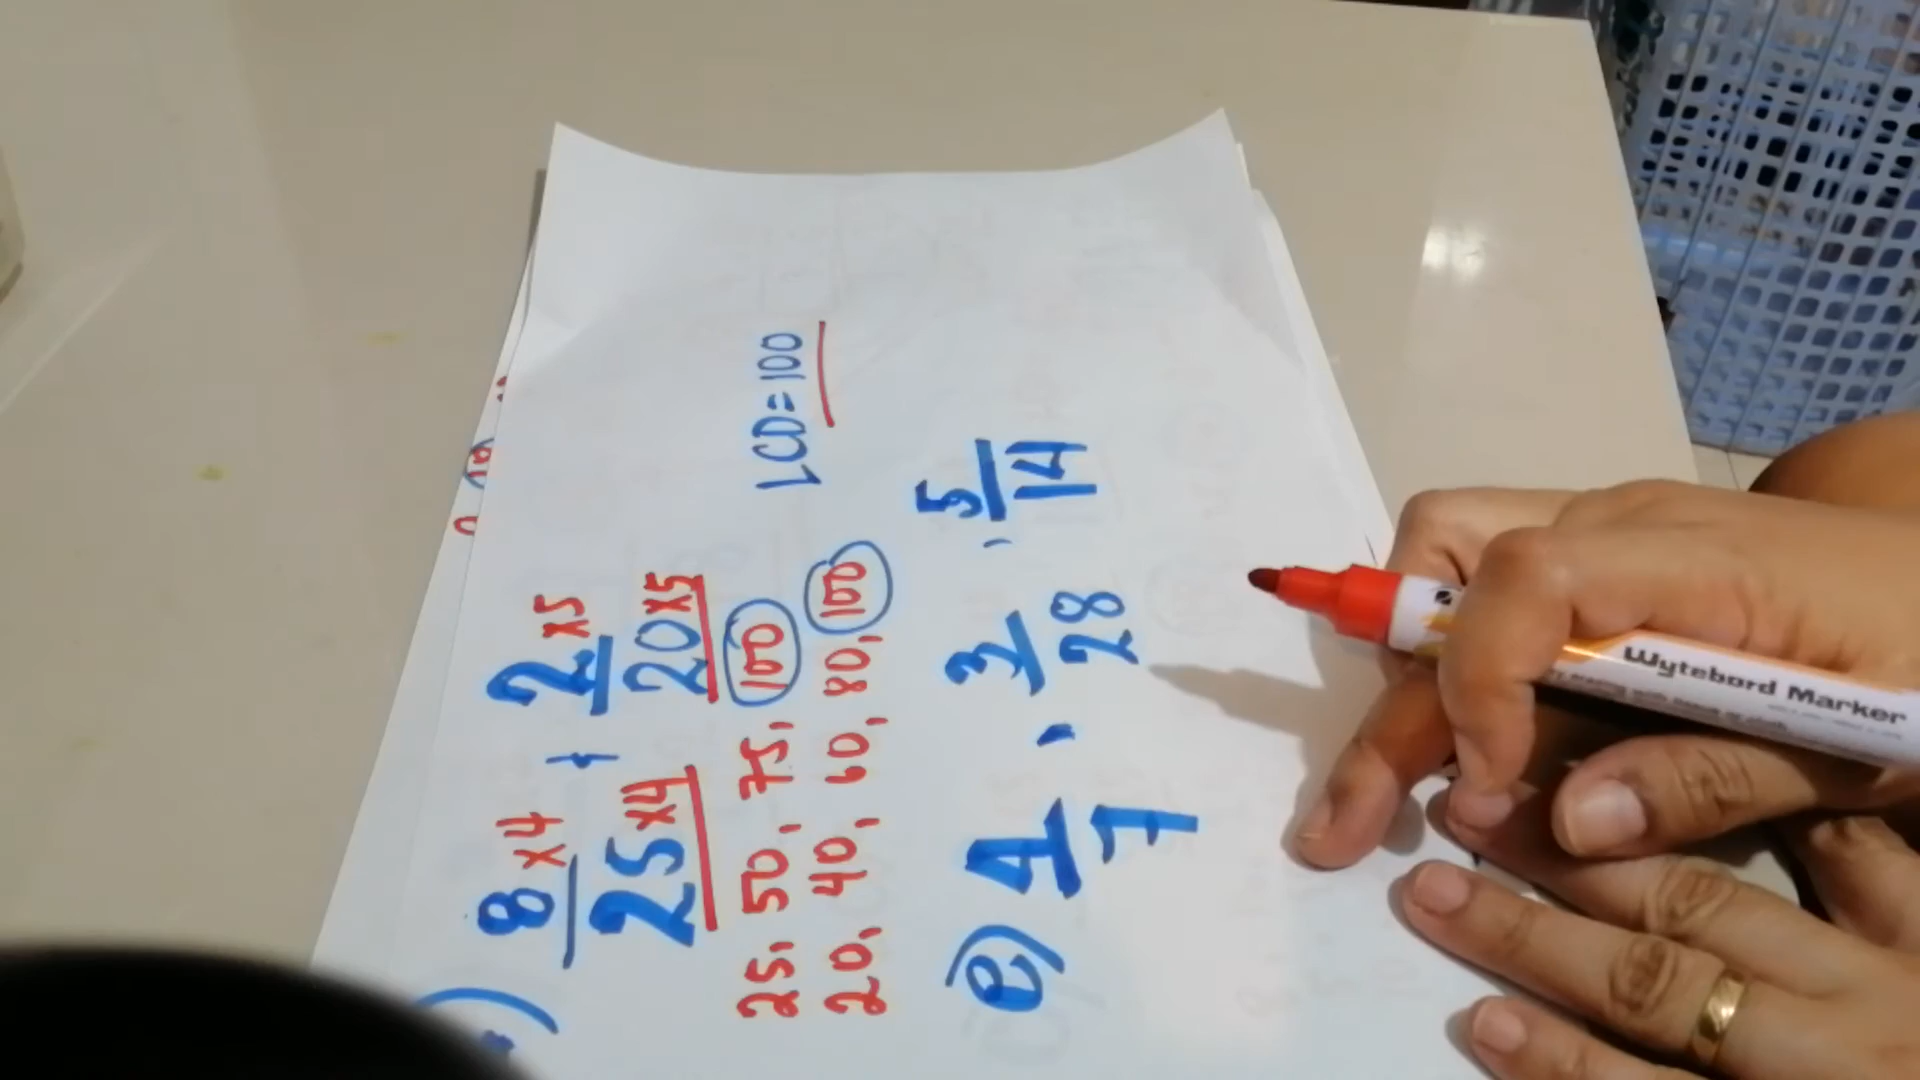 8 x4 , 2 x5
25 x4 20 x5
25, 50, 75, 100
20, 40, 60, 80, 100
LCD = 100
e) 4 , 3 , 5
7 28 14
Wytebord Marker